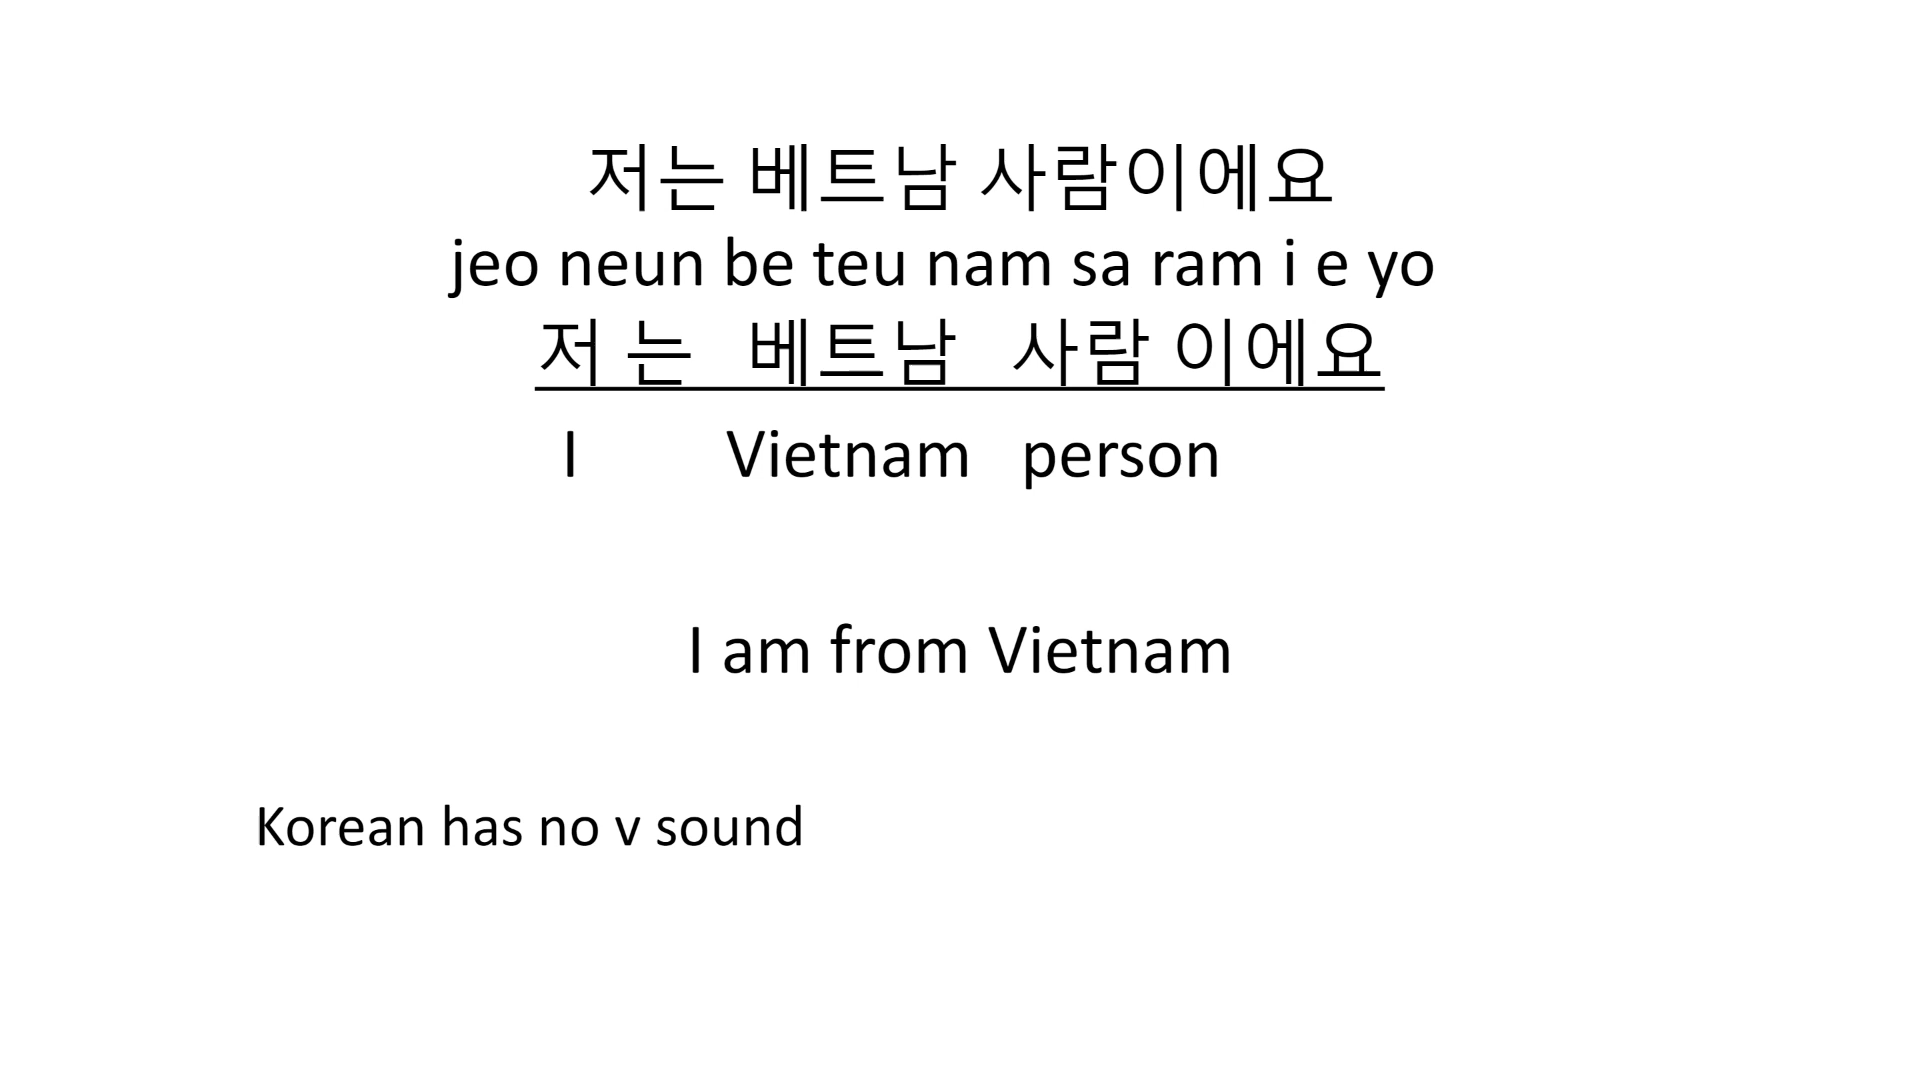 저는 베트남 사람이에요
jeo neun be teu nam sa ram i e yo
저 는 베트남 사람 이에요
I Vietnam person
I am from Vietnam
Korean has no v sound